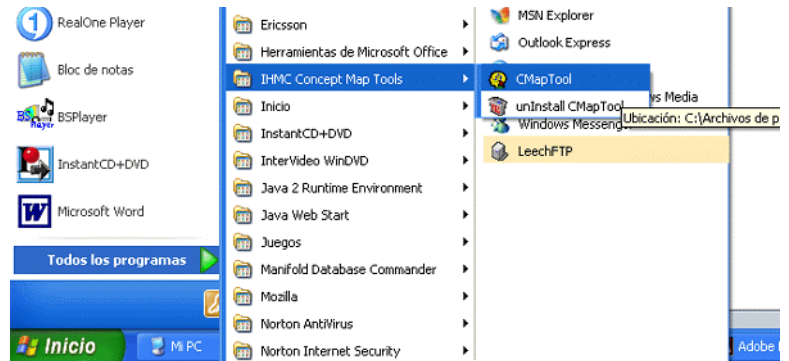 RealOne Player
Bloc de notas
BSPlayer
InstantCD+DVD
Microsoft Word
Todos los programas
Inicio
Mi PC
Ericsson
Herramientas de Microsoft Office
IHMC Concept Map Tools
Inicio
InstantCD+DVD
InterVideo WinDVD
Java 2 Runtime Environment
Java Web Start
Juegos
Manifold Database Commander
Mozilla
Norton AntiVirus
Norton Internet Security
MSN Explorer
Outlook Express
CMapTool
unInstall CMapTool
ws Media
Ubicación: C:\Archivos de p
Windows Messenger
LeechFTP
Adobe